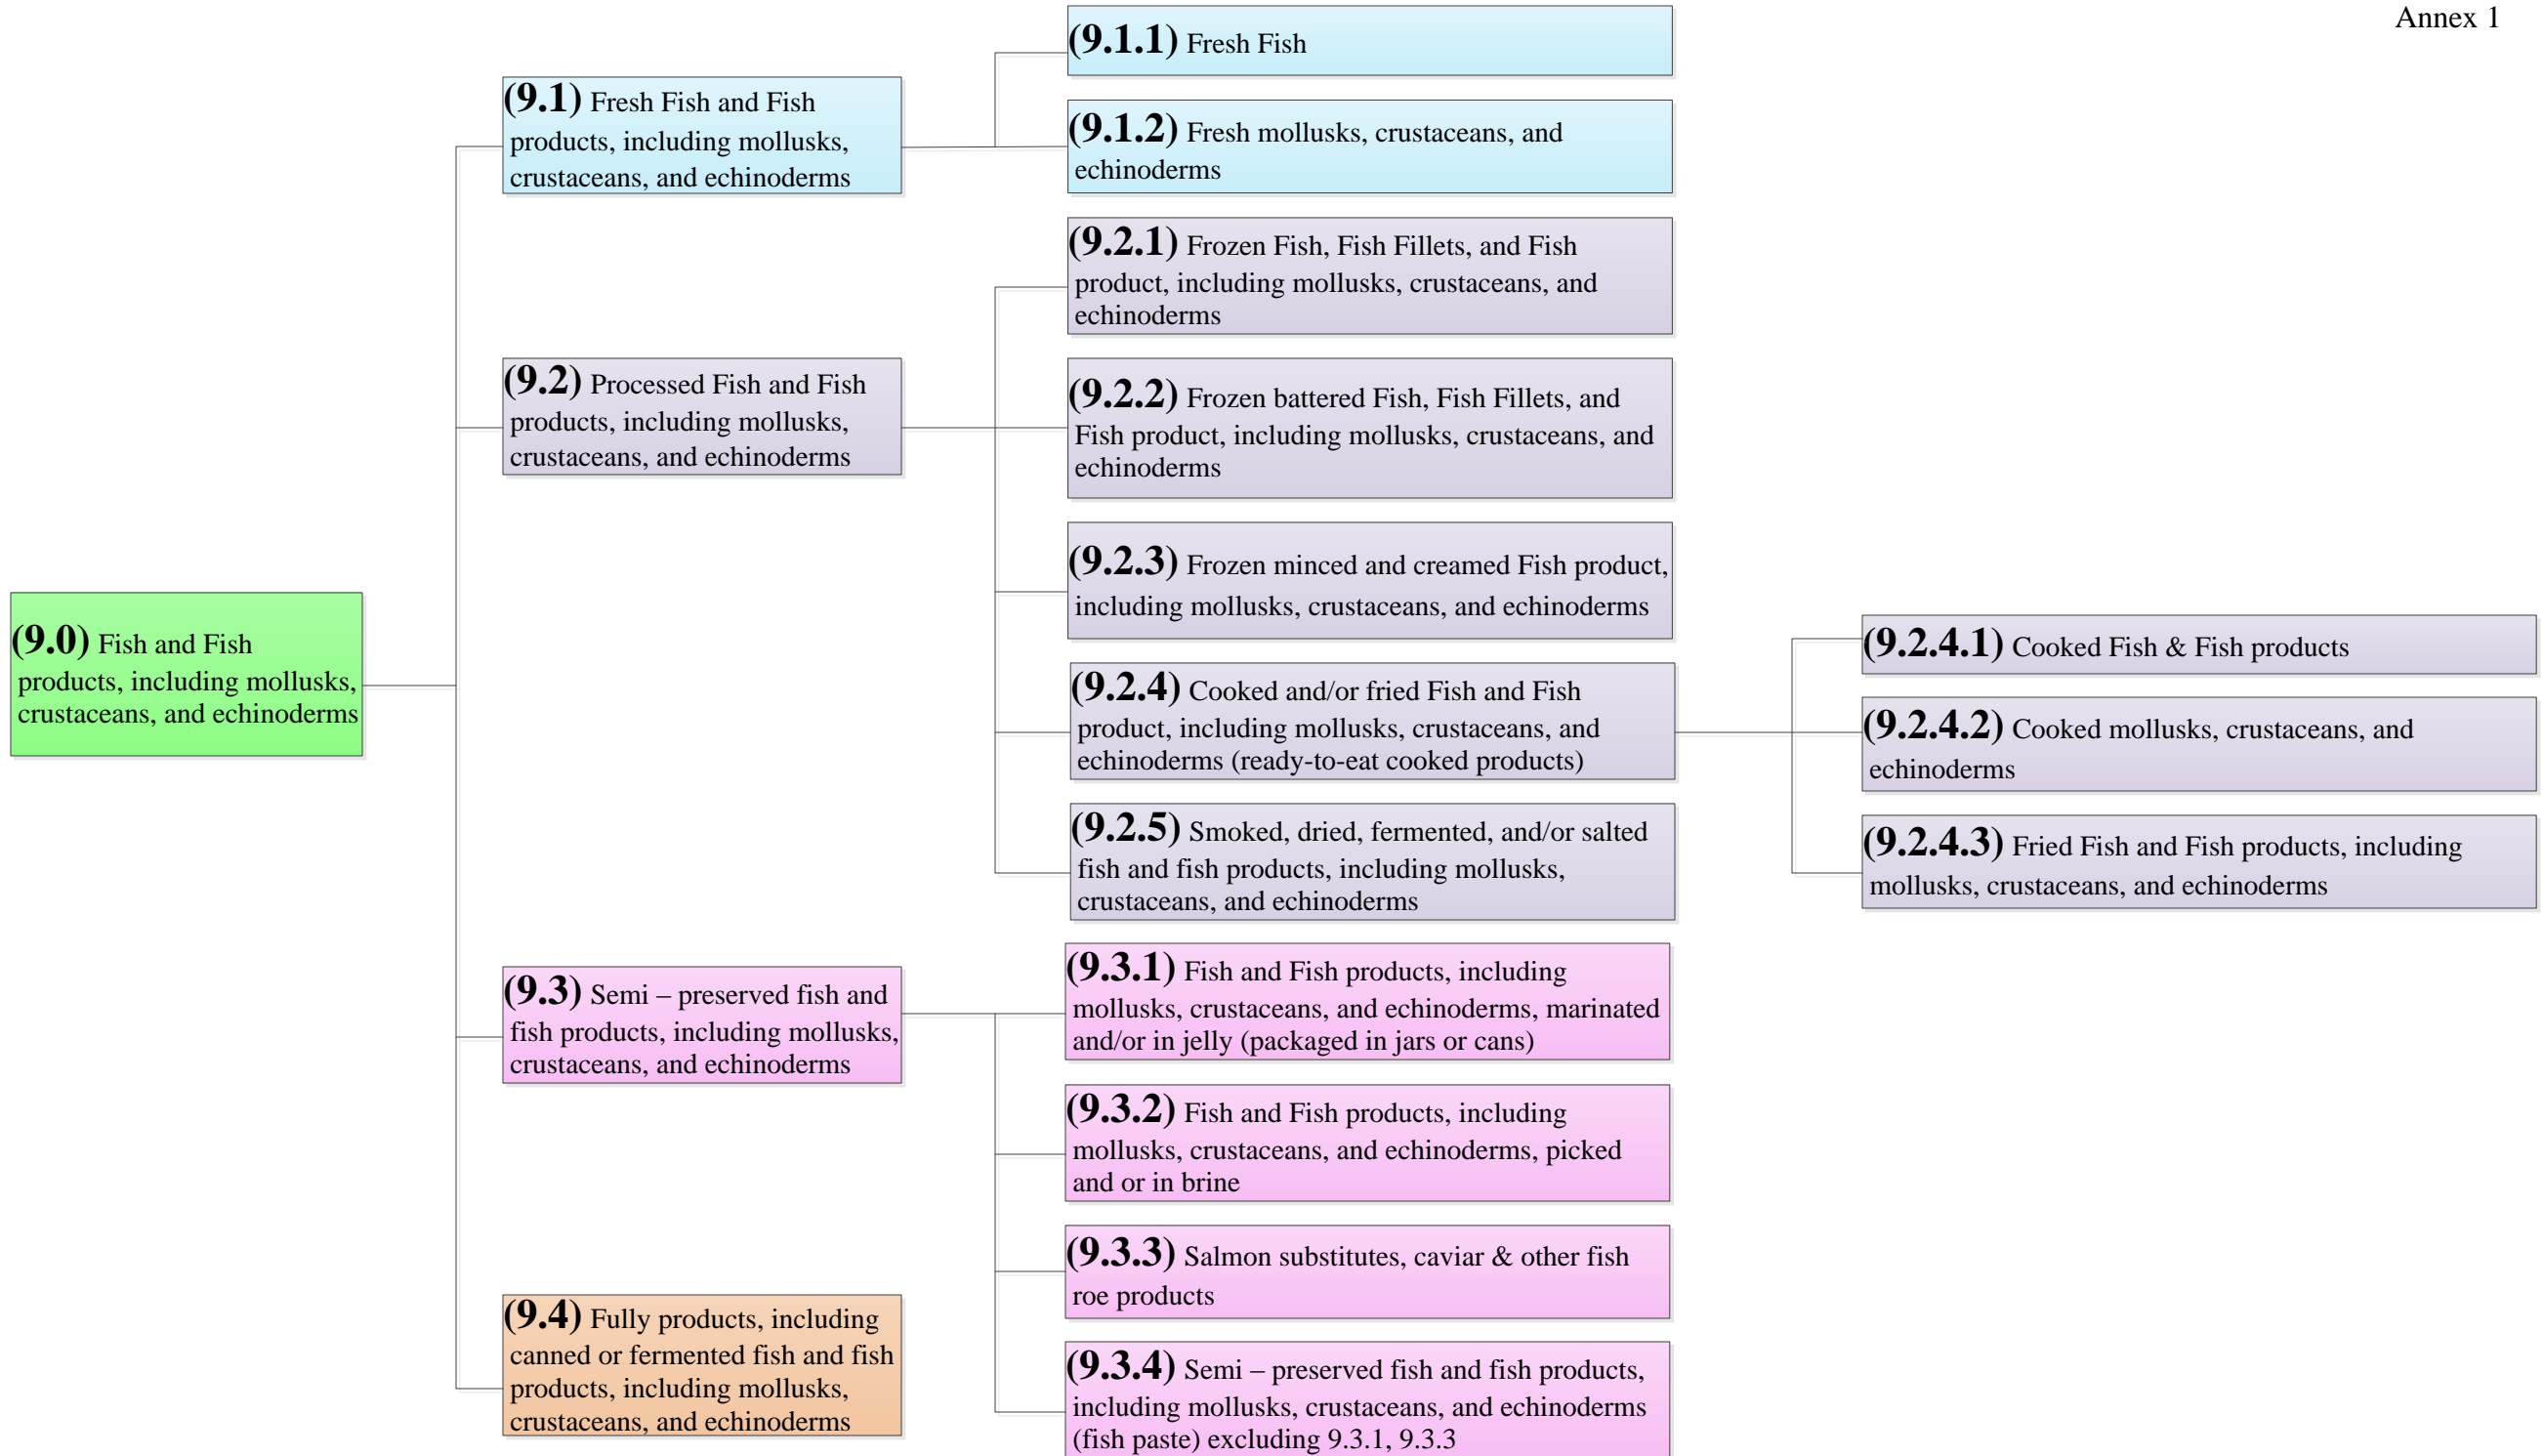 Annex 1
(9.0) Fish and Fish
products, including mollusks,
crustaceans, and echinoderms
(9.1) Fresh Fish and Fish
products, including mollusks,
crustaceans, and echinoderms
(9.1.1) Fresh Fish
(9.1.2) Fresh mollusks, crustaceans, and
echinoderms
(9.2) Processed Fish and Fish
products, including mollusks,
crustaceans, and echinoderms
(9.2.1) Frozen Fish, Fish Fillets, and Fish
product, including mollusks, crustaceans, and
echinoderms
(9.2.2) Frozen battered Fish, Fish Fillets, and
Fish product, including mollusks, crustaceans, and
echinoderms
(9.2.3) Frozen minced and creamed Fish product,
including mollusks, crustaceans, and echinoderms
(9.2.4) Cooked and/or fried Fish and Fish
product, including mollusks, crustaceans, and
echinoderms (ready-to-eat cooked products)
(9.2.4.1) Cooked Fish & Fish products
(9.2.4.2) Cooked mollusks, crustaceans, and
echinoderms
(9.2.4.3) Fried Fish and Fish products, including
mollusks, crustaceans, and echinoderms
(9.2.5) Smoked, dried, fermented, and/or salted
fish and fish products, including mollusks,
crustaceans, and echinoderms
(9.3) Semi – preserved fish and
fish products, including mollusks,
crustaceans, and echinoderms
(9.3.1) Fish and Fish products, including
mollusks, crustaceans, and echinoderms, marinated
and/or in jelly (packaged in jars or cans)
(9.3.2) Fish and Fish products, including
mollusks, crustaceans, and echinoderms, picked
and or in brine
(9.3.3) Salmon substitutes, caviar & other fish
roe products
(9.3.4) Semi – preserved fish and fish products,
including mollusks, crustaceans, and echinoderms
(fish paste) excluding 9.3.1, 9.3.3
(9.4) Fully products, including
canned or fermented fish and fish
products, including mollusks,
crustaceans, and echinoderms